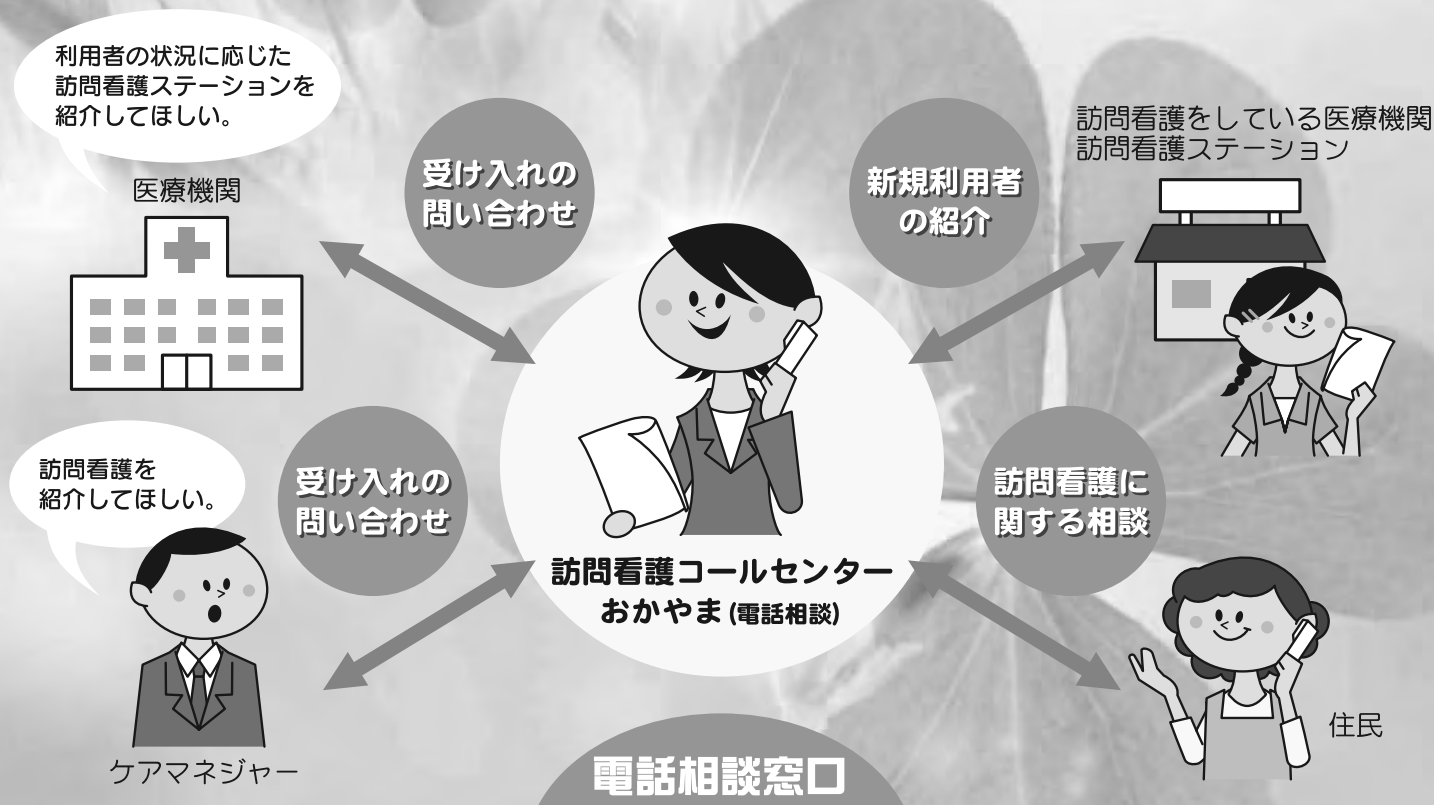 利用者の状況に応じた
訪問看護ステーションを
紹介してほしい。
医療機関
受け入れの
問い合わせ
新規利用者
の紹介
訪問看護をしている医療機関
訪問看護ステーション
訪問看護を
紹介してほしい。
ケアマネジャー
受け入れの
問い合わせ
訪問看護コールセンター
おかやま(電話相談)
訪問看護に
関する相談
住民
電話相談窓口